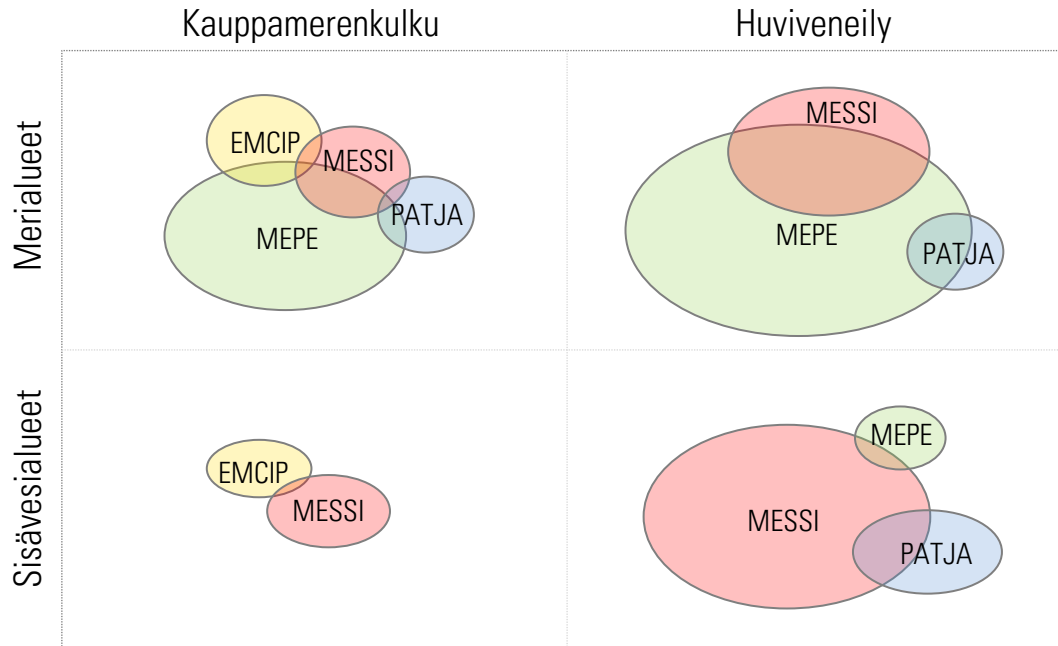 Kauppamerenkulku
Huviveneily
Merialueet
EMCIP
MESSI
PATJA
MEPE
MESSI
MEPE
PATJA
Sisävesialueet
EMCIP
MESSI
MEPE
MESSI
PATJA